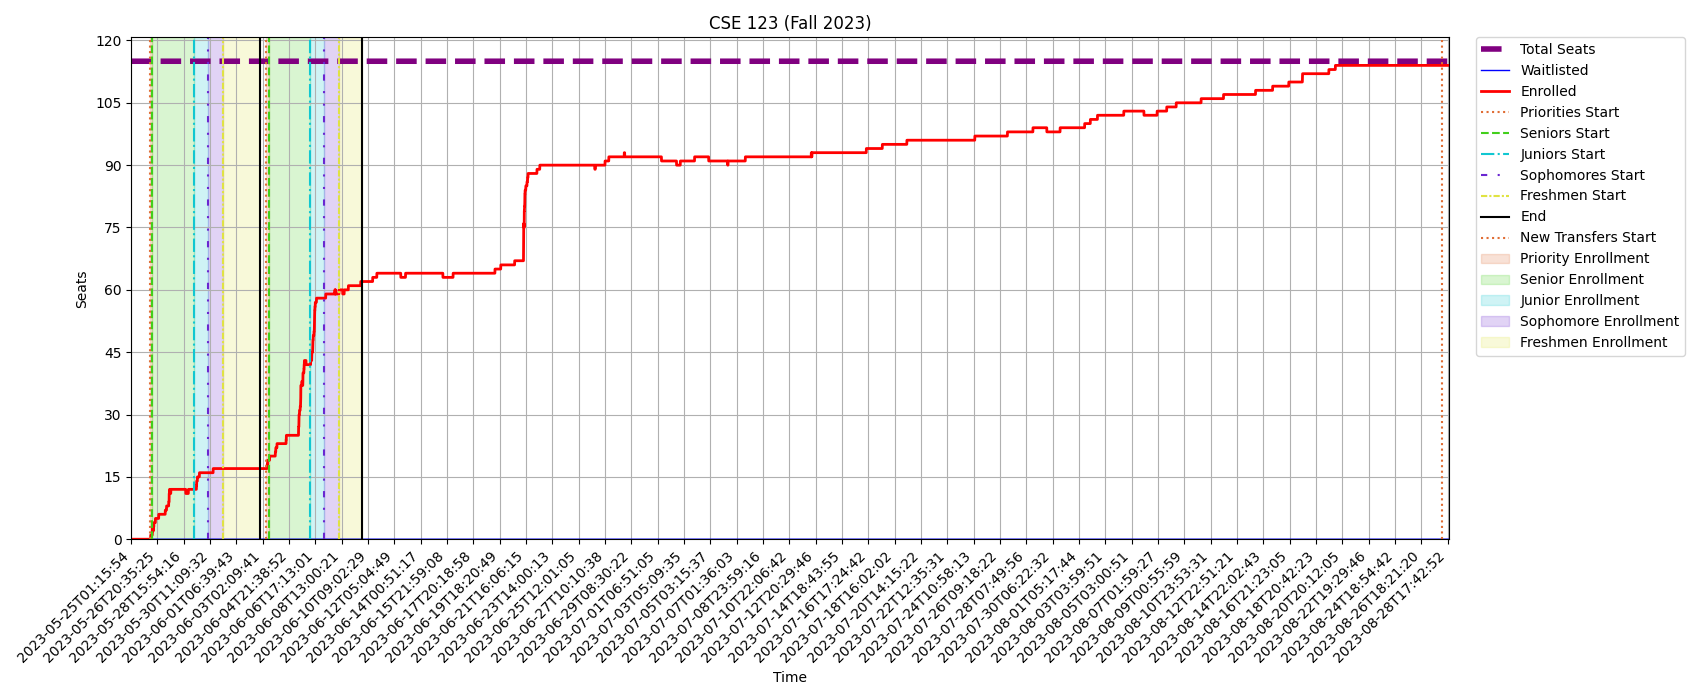 CSE 123 (Fall 2023)
120
105
90
75
60
45
30
15
0
Seats
2023-05-25T01:15:54
2023-05-26T20:35:25
2023-05-28T15:54:16
2023-05-30T11:09:32
2023-06-01T06:39:43
2023-06-03T02:09:41
2023-06-04T21:38:52
2023-06-06T17:13:01
2023-06-08T13:00:21
2023-06-10T09:02:29
2023-06-12T05:04:49
2023-06-14T00:51:17
2023-06-15T21:59:08
2023-06-17T20:18:58
2023-06-19T18:20:49
2023-06-21T16:06:15
2023-06-23T14:00:13
2023-06-25T12:01:05
2023-06-27T10:10:38
2023-06-29T08:30:22
2023-07-01T06:51:05
2023-07-03T05:09:35
2023-07-05T03:15:37
2023-07-07T01:36:03
2023-07-08T23:59:16
2023-07-10T22:06:42
2023-07-12T20:29:46
2023-07-14T18:43:55
2023-07-16T17:24:42
2023-07-18T16:02:02
2023-07-20T14:15:22
2023-07-22T12:35:31
2023-07-24T10:58:13
2023-07-26T09:18:22
2023-07-28T07:49:56
2023-07-30T06:22:32
2023-08-01T05:17:44
2023-08-03T03:59:51
2023-08-05T03:00:51
2023-08-07T01:59:27
2023-08-09T00:55:59
2023-08-10T23:53:31
2023-08-12T22:51:21
2023-08-14T22:02:43
2023-08-16T21:23:05
2023-08-18T20:42:23
2023-08-20T20:12:05
2023-08-22T19:29:46
2023-08-24T18:54:42
2023-08-26T18:21:20
2023-08-28T17:42:52
Time
Total Seats
Waitlisted
Enrolled
Priorities Start
Seniors Start
Juniors Start
Sophomores Start
Freshmen Start
End
New Transfers Start
Priority Enrollment
Senior Enrollment
Junior Enrollment
Sophomore Enrollment
Freshmen Enrollment